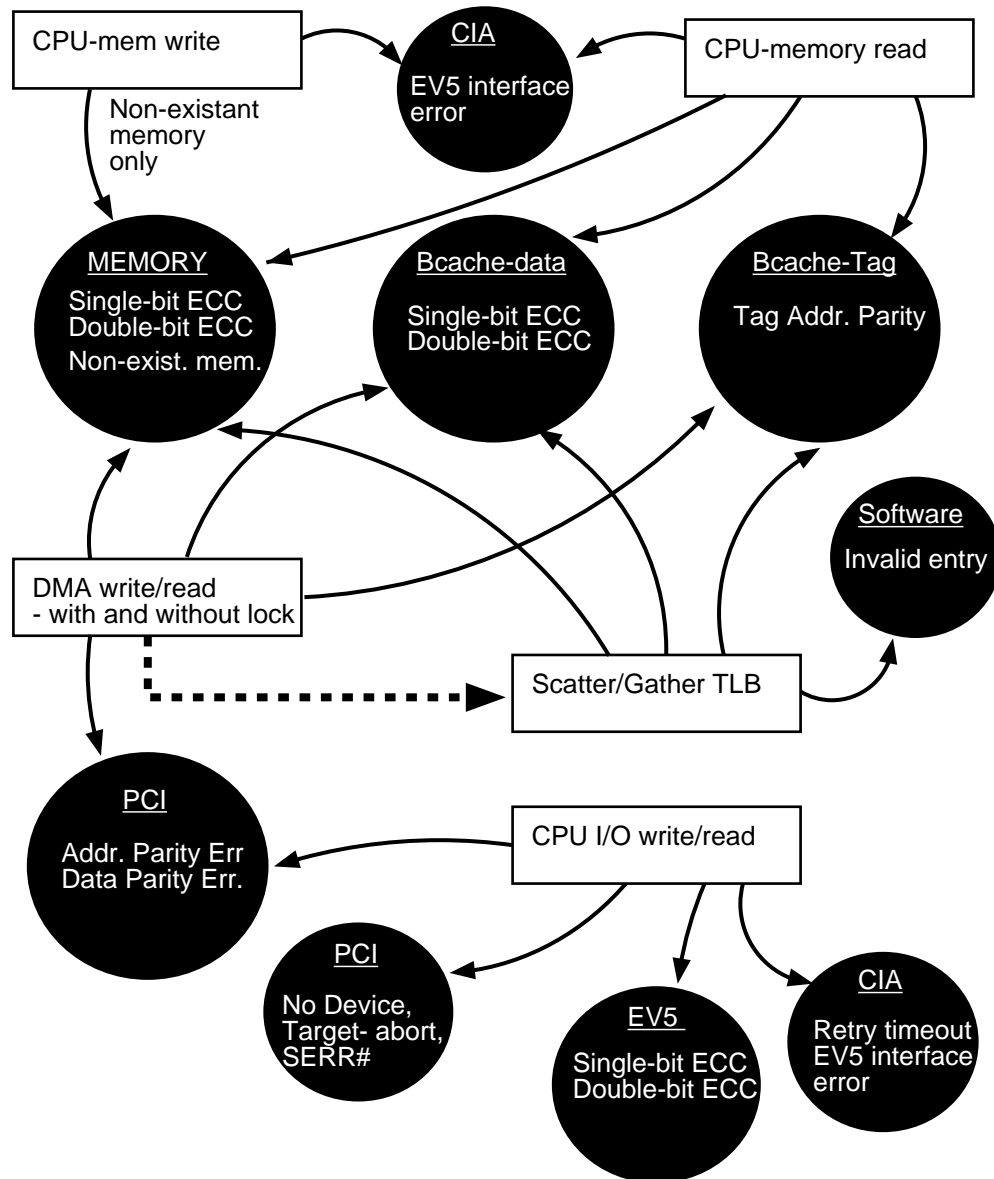 CPU-mem write
CIA
EV5 interface
error
CPU-memory read
Non-existant
memory
only
MEMORY
Single-bit ECC
Double-bit ECC
Non-exist. mem.
Bcache-data
Single-bit ECC
Double-bit ECC
Bcache-Tag
Tag Addr. Parity
Software
Invalid entry
DMA write/read
- with and without lock
Scatter/Gather TLB
PCI
Addr. Parity Err
Data Parity Err.
CPU I/O write/read
PCI
No Device,
Target- abort,
SERR#
EV5
Single-bit ECC
Double-bit ECC
CIA
Retry timeout
EV5 interface
error